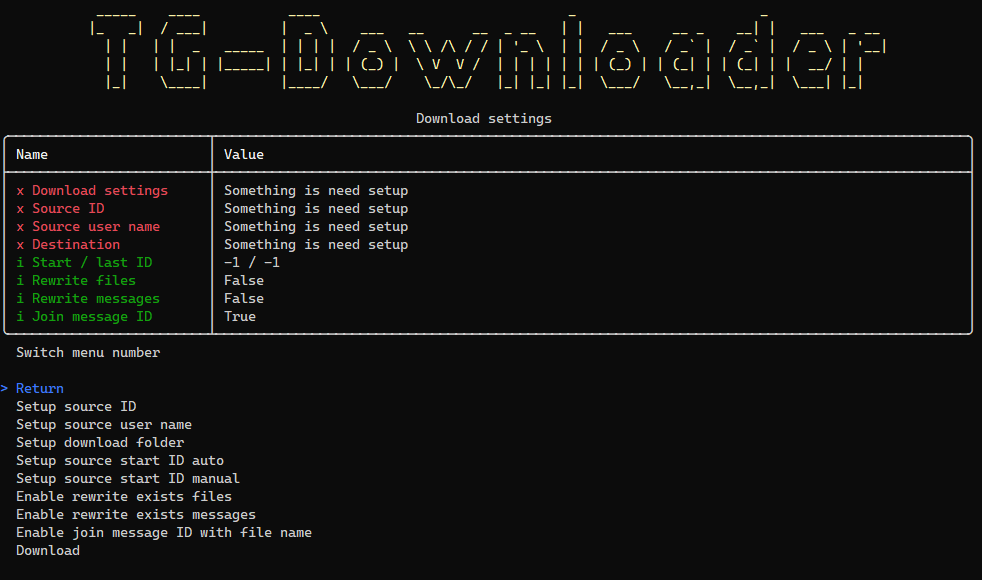 TG-Downloader
Download settings
Name Value
x Download settings Something is need setup
x Source ID Something is need setup
x Source user name Something is need setup
x Destination Something is need setup
i Start / last ID -1 / -1
i Rewrite files False
i Rewrite messages False
i Join message ID True
Switch menu number
> Return
Setup source ID
Setup source user name
Setup download folder
Setup source start ID auto
Setup source start ID manual
Enable rewrite exists files
Enable rewrite exists messages
Enable join message ID with file name
Download